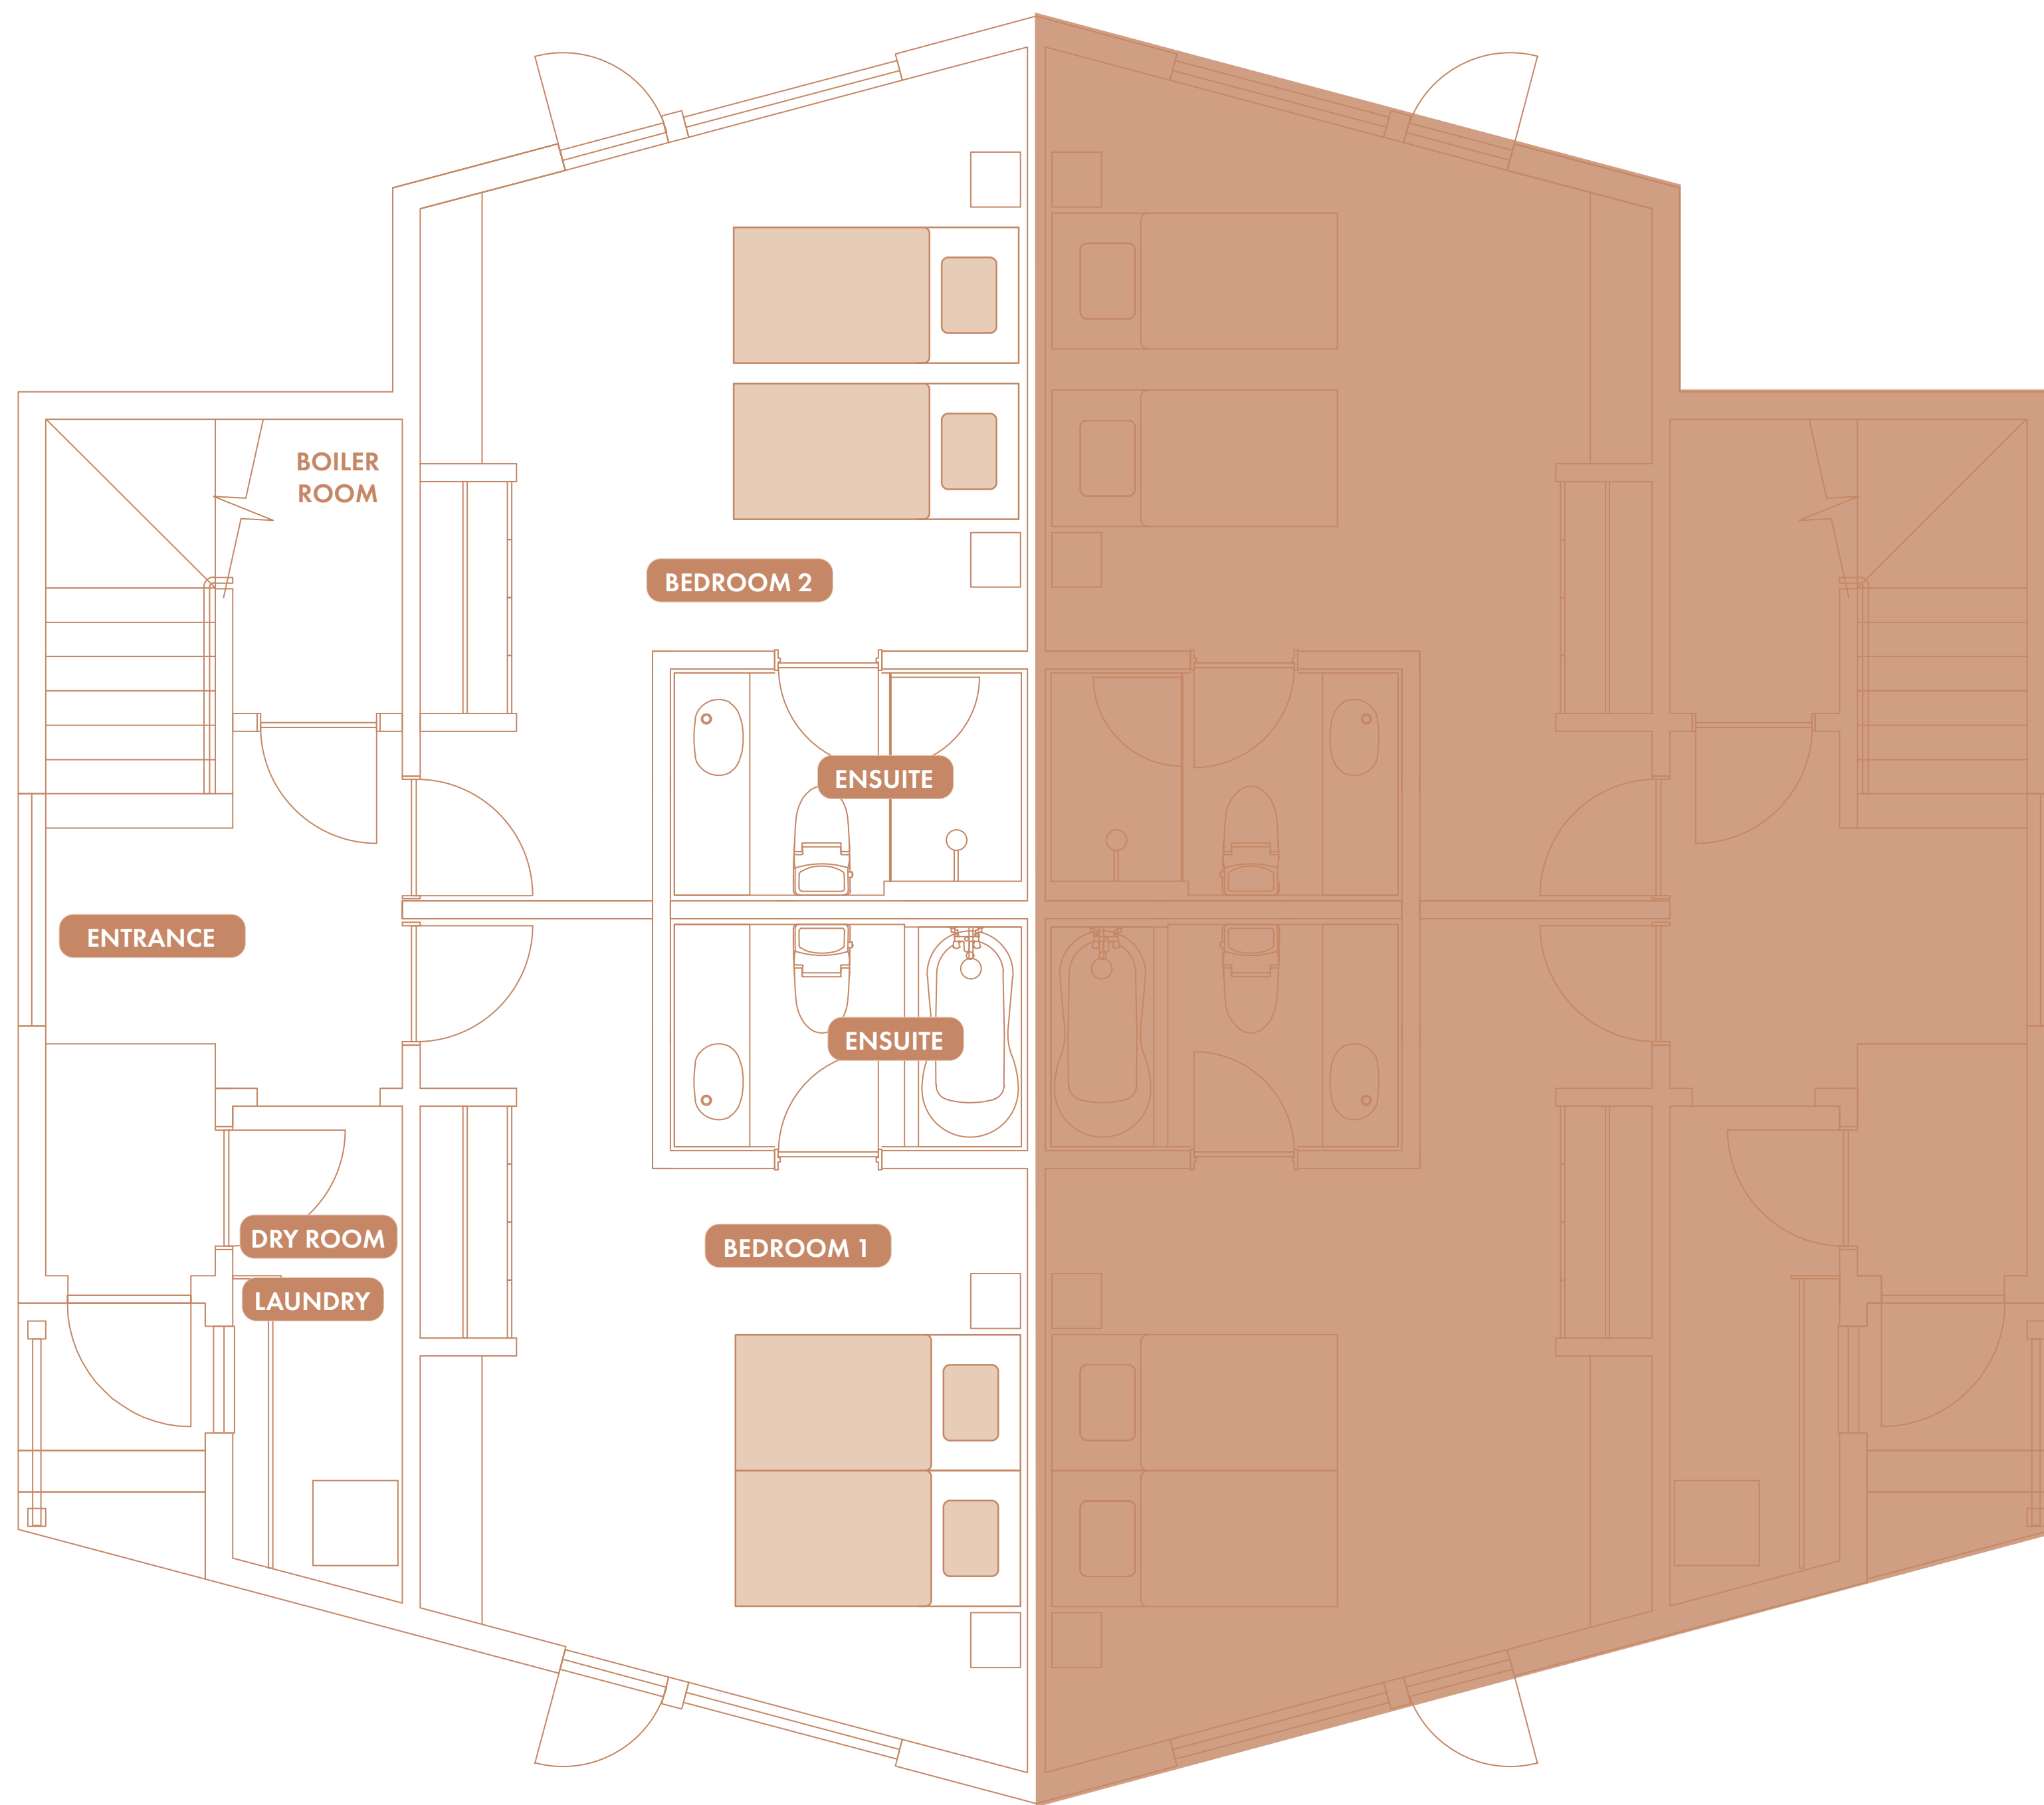 BOILER
ROOM
BEDROOM 2
ENSUITE
ENTRANCE
ENSUITE
DRY ROOM
BEDROOM 1
LAUNDRY